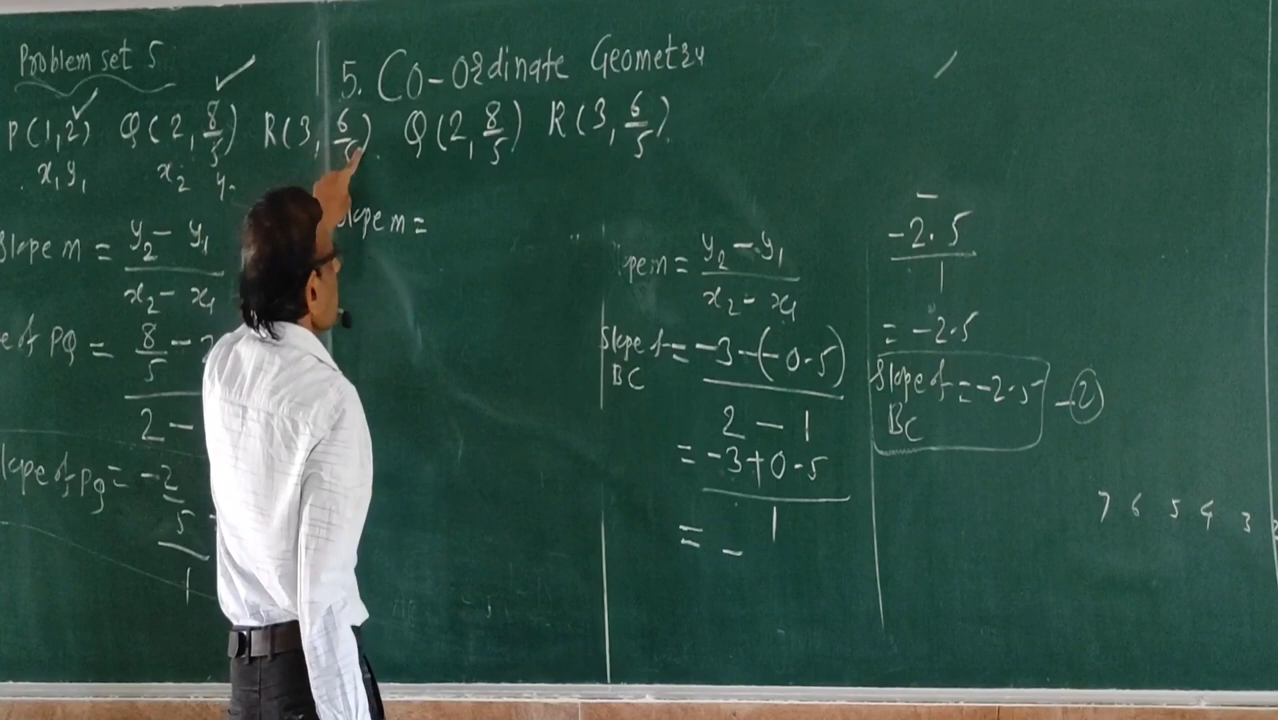 Problem set 5
5. Co-Ordinate Geometry
P(1,2) Q(2, 8/5) R(3, 6/5) Q(2, 8/5) R(3, 6/5)
x₁ y₁ x₂ y.
Slope m = y₂ - y₁
x₂ - x₁
of PQ = 8/5 -
2 -
Slope of PQ = -2
5
1
Slope m =
m = y₂ - y₁
x₂ - x₁
Slope of BC = -3-(-0.5)
2 - 1
= -3+0.5
1
= -
-
-2.5
1
= -2.5
Slope of BC = -2.5 - ②
7 6 5 4 3